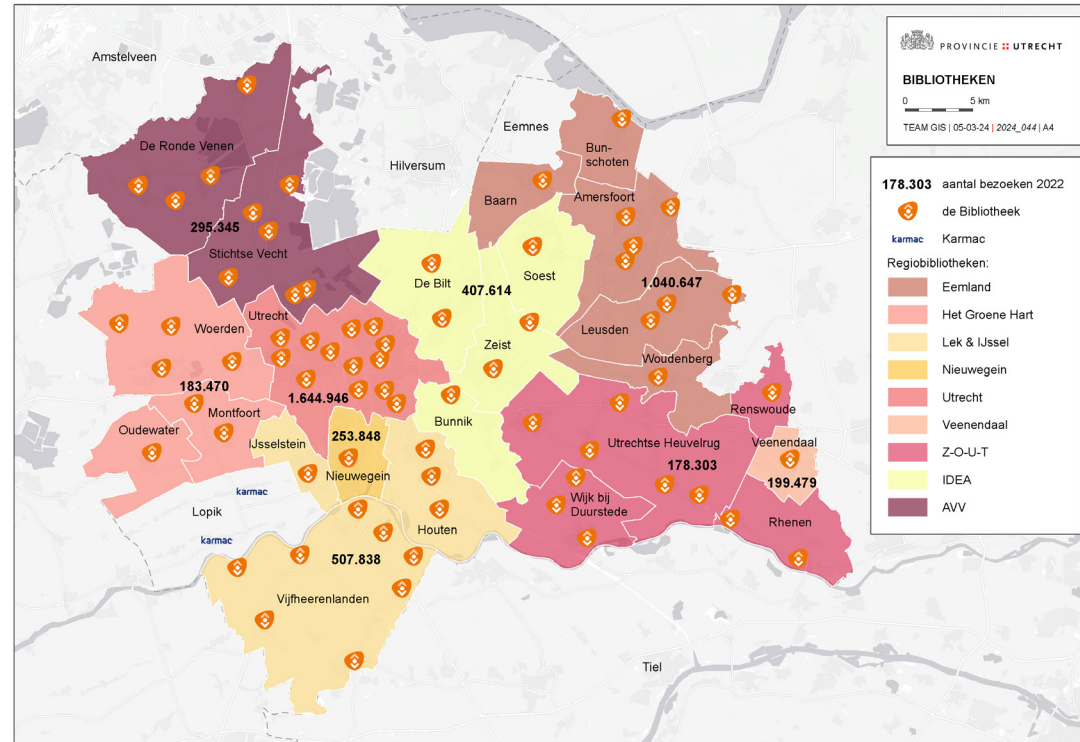 Amstelveen
PROVINCIE UTRECHT
BIBLIOTHEKEN
0 5 km
TEAM GIS | 05-03-24 | 2024_044 | A4
178.303 aantal bezoeken 2022
de Bibliotheek
karmac Karmac
Regiobibliotheken:
Eemland
Het Groene Hart
Lek & IJssel
Nieuwegein
Utrecht
Veenendaal
Z-O-U-T
IDEA
AVV
De Ronde Venen
Eemnes
Hilversum
Bun-
schoten
Baarn
Amersfoort
295.345
Stichtse Vecht
Soest
De Bilt
407.614
1.040.647
Utrecht
Woerden
Leusden
Zeist
Woudenberg
183.470
1.644.946
Montfoort
Renswoude
Oudewater
Bunnik
IJsselstein
253.848
Utrechtse Heuvelrug
Veenendaal
178.303
Nieuwegein
199.479
karmac
Lopik
Wijk bij
Duurstede
Rhenen
Houten
karmac
507.838
Vijfheerenlanden
Tiel